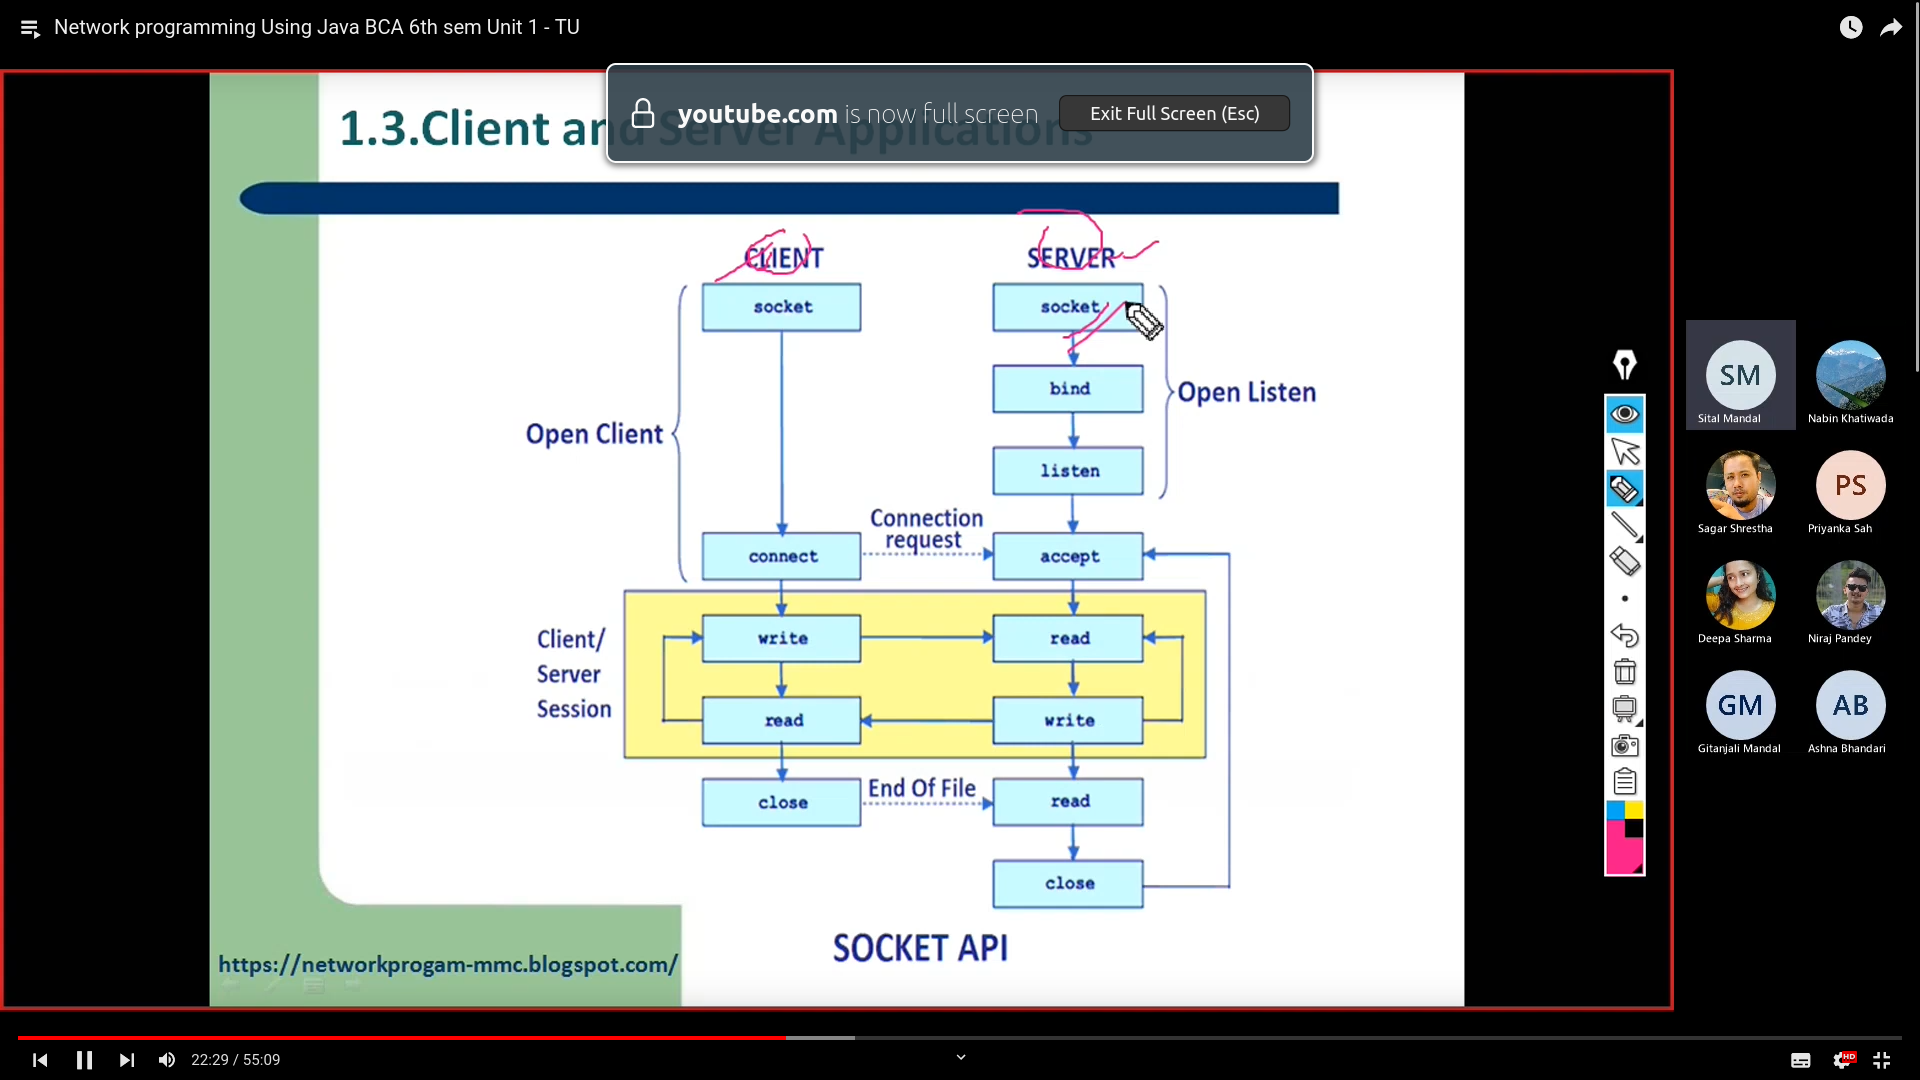 Network programming Using Java BCA 6th sem Unit 1 - TU
youtube.com is now full screen
Exit Full Screen (Esc)
1.3.Client and Server Applications
CLIENT
SERVER
socket
socket
bind
Open Listen
Open Client
listen
Connection
request
connect
accept
Client/
Server
Session
write
read
read
write
close
End Of File
read
close
SOCKET API
https://networkprogam-mmc.blogspot.com/
SM
Sital Mandal
Nabin Khatiwada
Sagar Shrestha
PS
Priyanka Sah
Deepa Sharma
Niraj Pandey
GM
Gitanjali Mandal
AB
Ashna Bhandari
22:29 / 55:09
HD